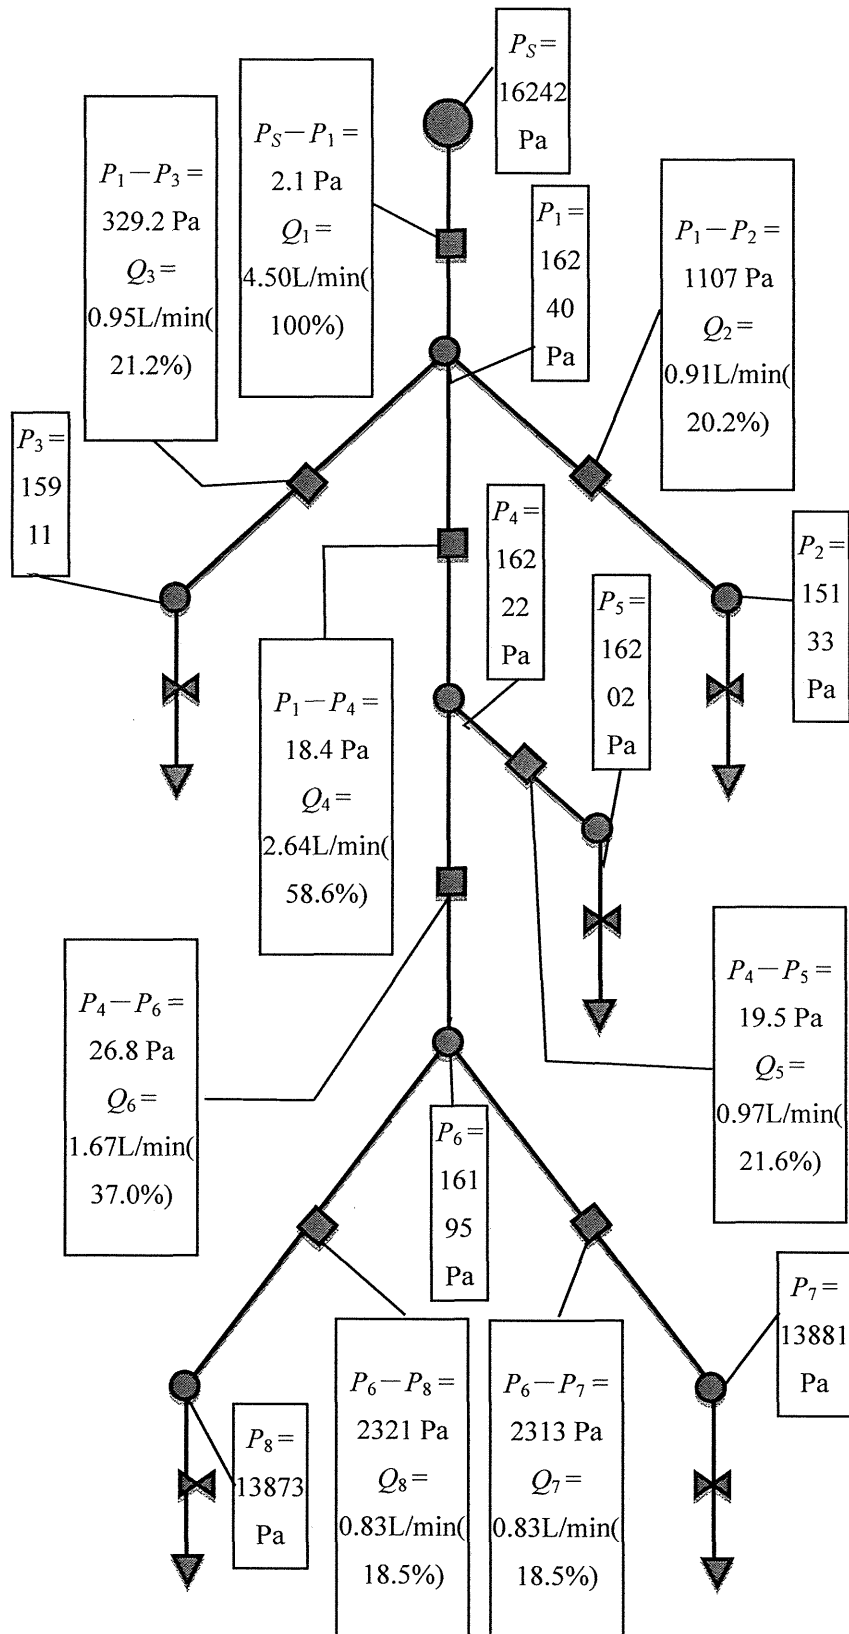 P_S=
16242
Pa
P_S－P_1=
2.1 Pa
Q_1=
4.50L/min(
100%)
P_1－P_3=
329.2 Pa
Q_3=
0.95L/min(
21.2%)
P_1=
162
40
Pa
P_1－P_2=
1107 Pa
Q_2=
0.91L/min(
20.2%)
P_3=
159
11
P_4=
162
22
Pa
P_2=
151
33
Pa
P_5=
162
02
Pa
P_1－P_4=
18.4 Pa
Q_4=
2.64L/min(
58.6%)
P_4－P_6=
26.8 Pa
Q_6=
1.67L/min(
37.0%)
P_4－P_5=
19.5 Pa
Q_5=
0.97L/min(
21.6%)
P_6=
161
95
Pa
P_7=
13881
Pa
P_8=
13873
Pa
P_6－P_8=
2321 Pa
Q_8=
0.83L/min(
18.5%)
P_6－P_7=
2313 Pa
Q_7=
0.83L/min(
18.5%)